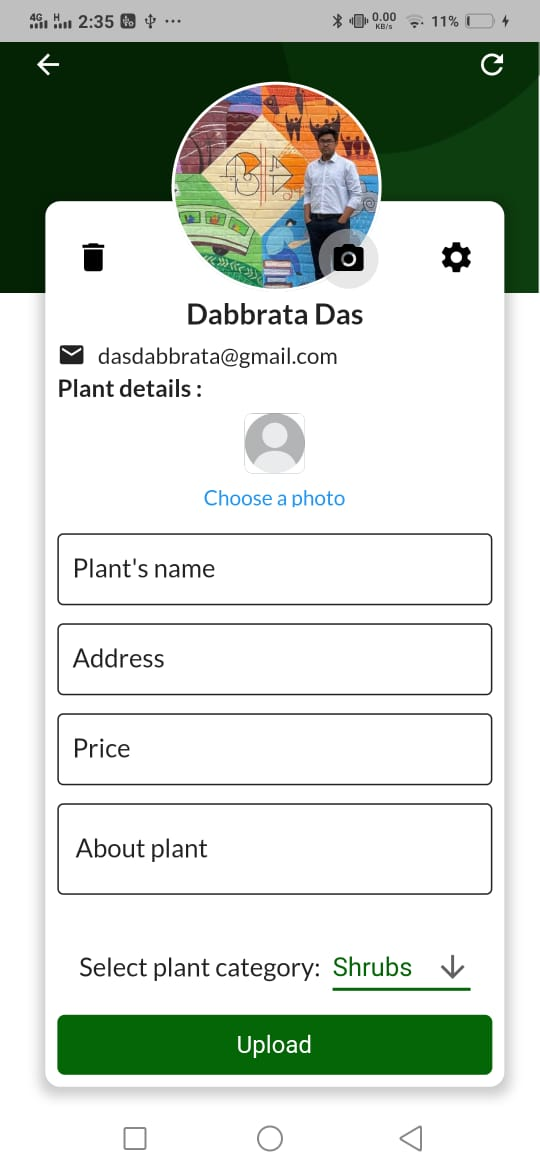 4G H 2:35 0.00 KB/s 11%
Dabbrata Das
dasdabbrata@gmail.com
Plant details :
Choose a photo
Plant's name
Address
Price
About plant
Select plant category: Shrubs
Upload